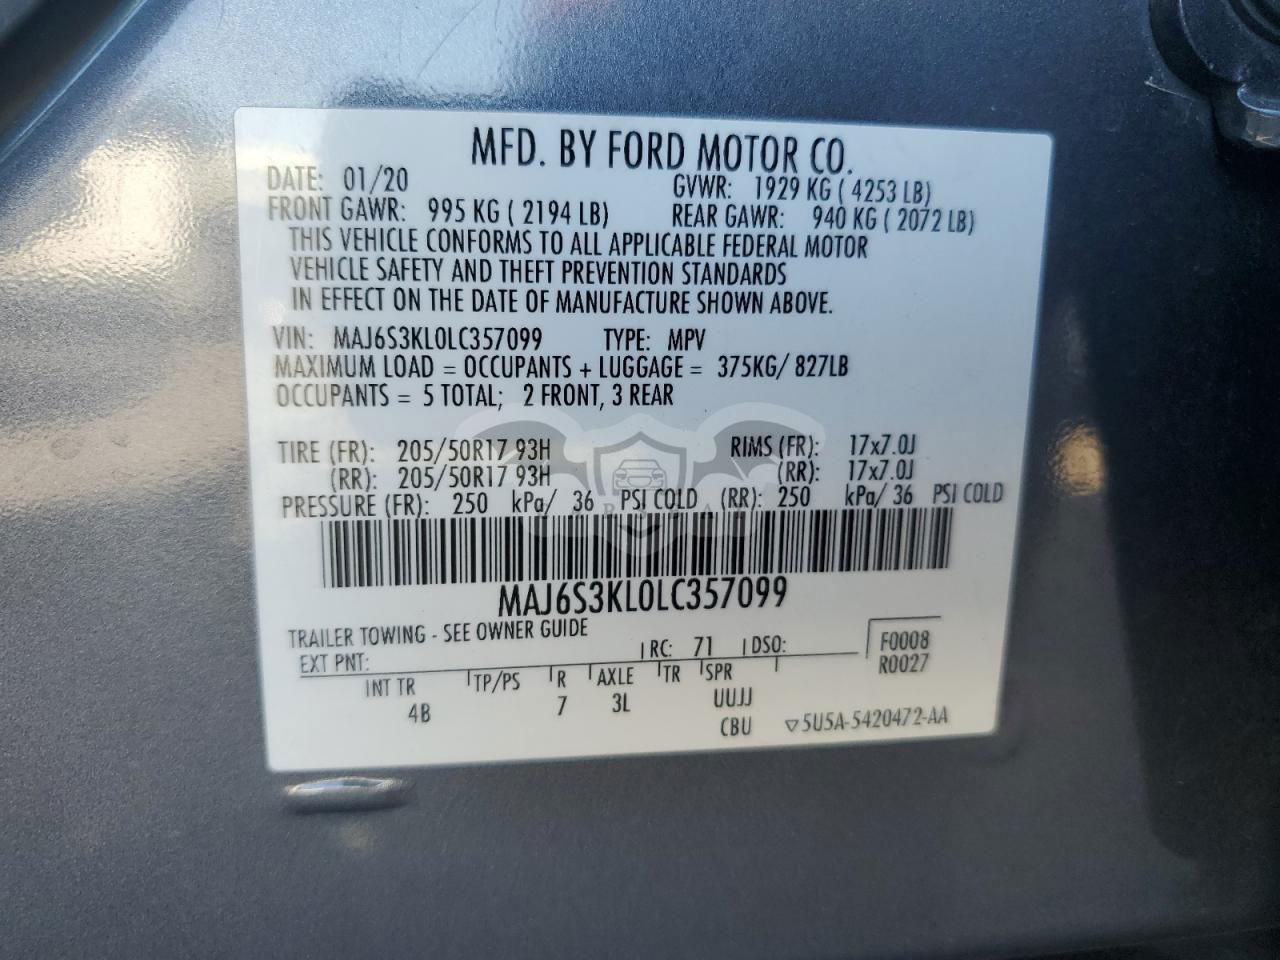 MFD. BY FORD MOTOR CO.
DATE: 01/20 GVWR: 1929 KG ( 4253 LB)
FRONT GAWR: 995 KG ( 2194 LB) REAR GAWR: 940 KG ( 2072 LB)
THIS VEHICLE CONFORMS TO ALL APPLICABLE FEDERAL MOTOR
VEHICLE SAFETY AND THEFT PREVENTION STANDARDS
IN EFFECT ON THE DATE OF MANUFACTURE SHOWN ABOVE.
VIN: MAJ6S3KL0LC357099 TYPE: MPV
MAXIMUM LOAD = OCCUPANTS + LUGGAGE = 375KG/ 827LB
OCCUPANTS = 5 TOTAL; 2 FRONT, 3 REAR
TIRE (FR): 205/50R17 93H RIMS (FR): 17x7.0J
(RR): 205/50R17 93H (RR): 17x7.0J
PRESSURE (FR): 250 kPa/ 36 PSI COLD (RR): 250 kPa/ 36 PSI COLD
MAJ6S3KL0LC357099
TRAILER TOWING - SEE OWNER GUIDE
EXT PNT: RC: 71 DSO: F0008
R0027
INT TR TP/PS R AXLE TR SPR
4B 7 3L UUJJ
CBU ▽5U5A-5420472-AA